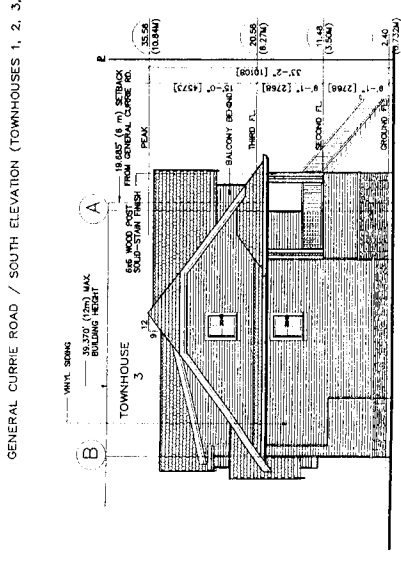 GENERAL CURRIE ROAD / SOUTH ELEVATION (TOWNHOUSES 1, 2, 3,
VINYL SIDING
39.370' (12m) MAX.
BUILDING HEIGHT
B
A
TOWNHOUSE
3
12
9
6x6 WOOD POST
SOLID-STAIN FINISH
19.685' (6 m) SETBACK
FROM GENERAL CURRIE RD.
PEAK
35.56
(10.84M)
BALCONY BEHIND
15'-0" [4573]
33'-2" [10108]
THIRD FL.
20.56
(6.27M)
9'-1" [2768]
SECOND FL.
11.48
(3.50M)
9'-1" [2768]
GROUND FL.
2.40
(0.732M)